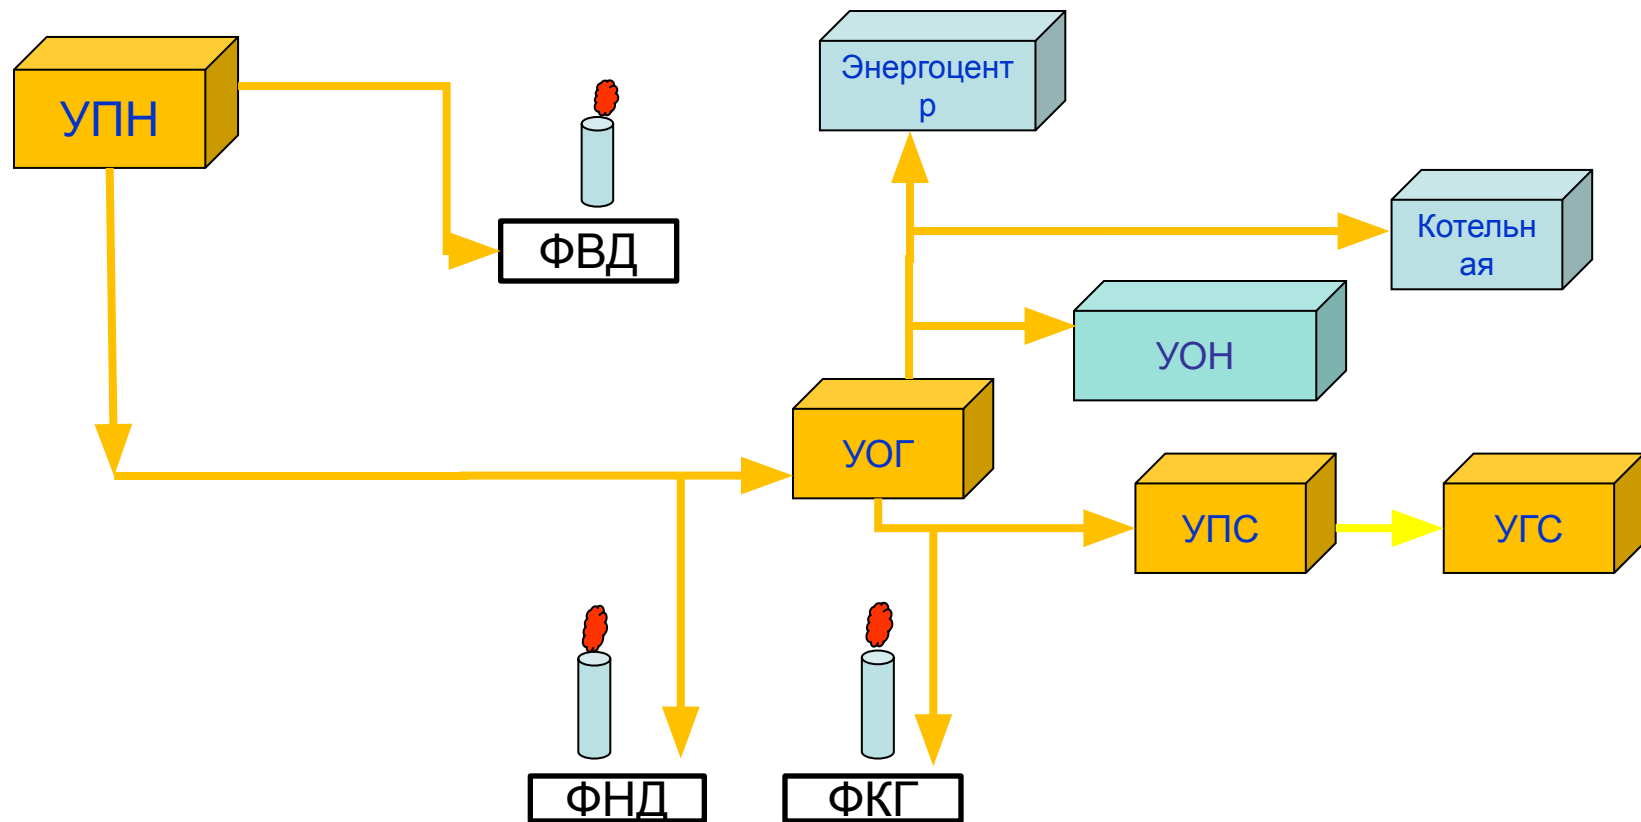 УПН
Энергоцент
р
Котельн
ая
ФВД
УОН
УОГ
УПС
УГС
ФНД
ФКГ